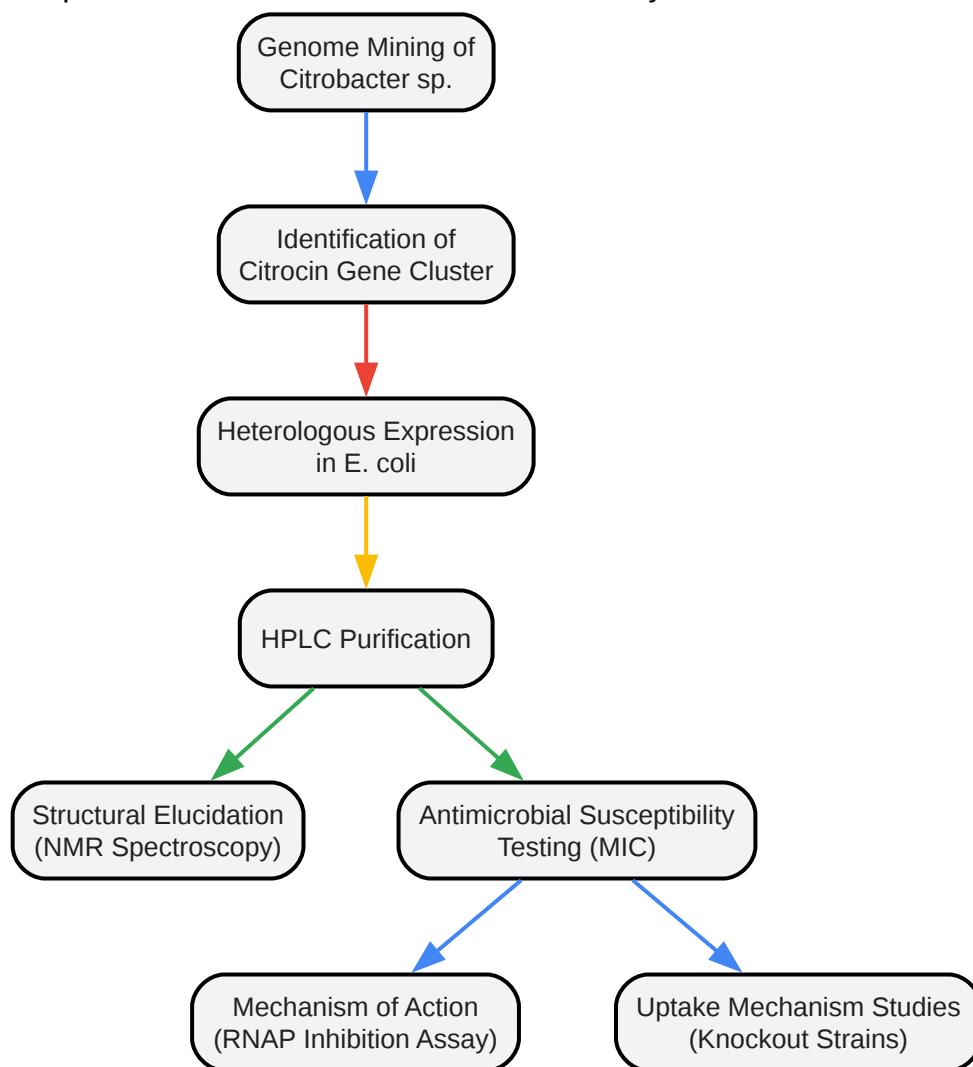 Genome Mining of
Citrobacter sp.
Identification of
Citrocin Gene Cluster
Heterologous Expression
in E. coli
HPLC Purification
Structural Elucidation
(NMR Spectroscopy)
Antimicrobial Susceptibility
Testing (MIC)
Mechanism of Action
(RNAP Inhibition Assay)
Uptake Mechanism Studies
(Knockout Strains)